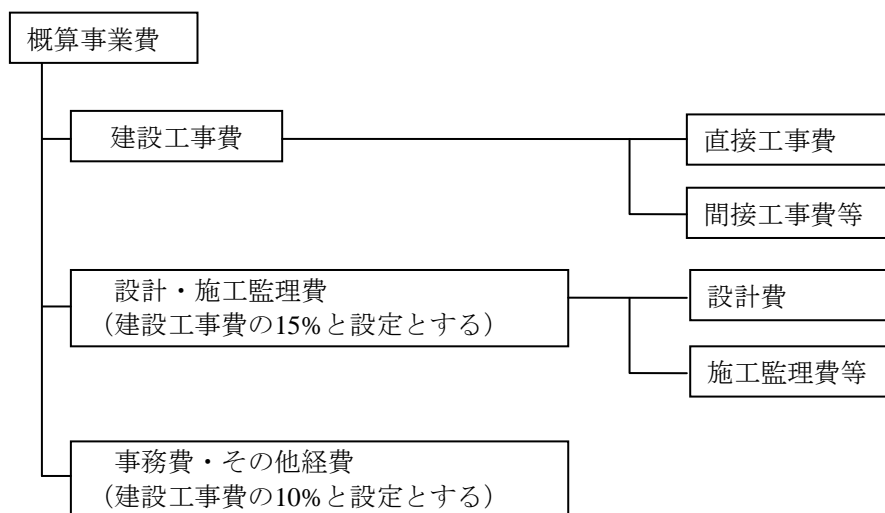 概算事業費
建設工事費
直接工事費
間接工事費等
設計・施工監理費
（建設工事費の15%と設定とする）
設計費
施工監理費等
事務費・その他経費
（建設工事費の10%と設定とする）